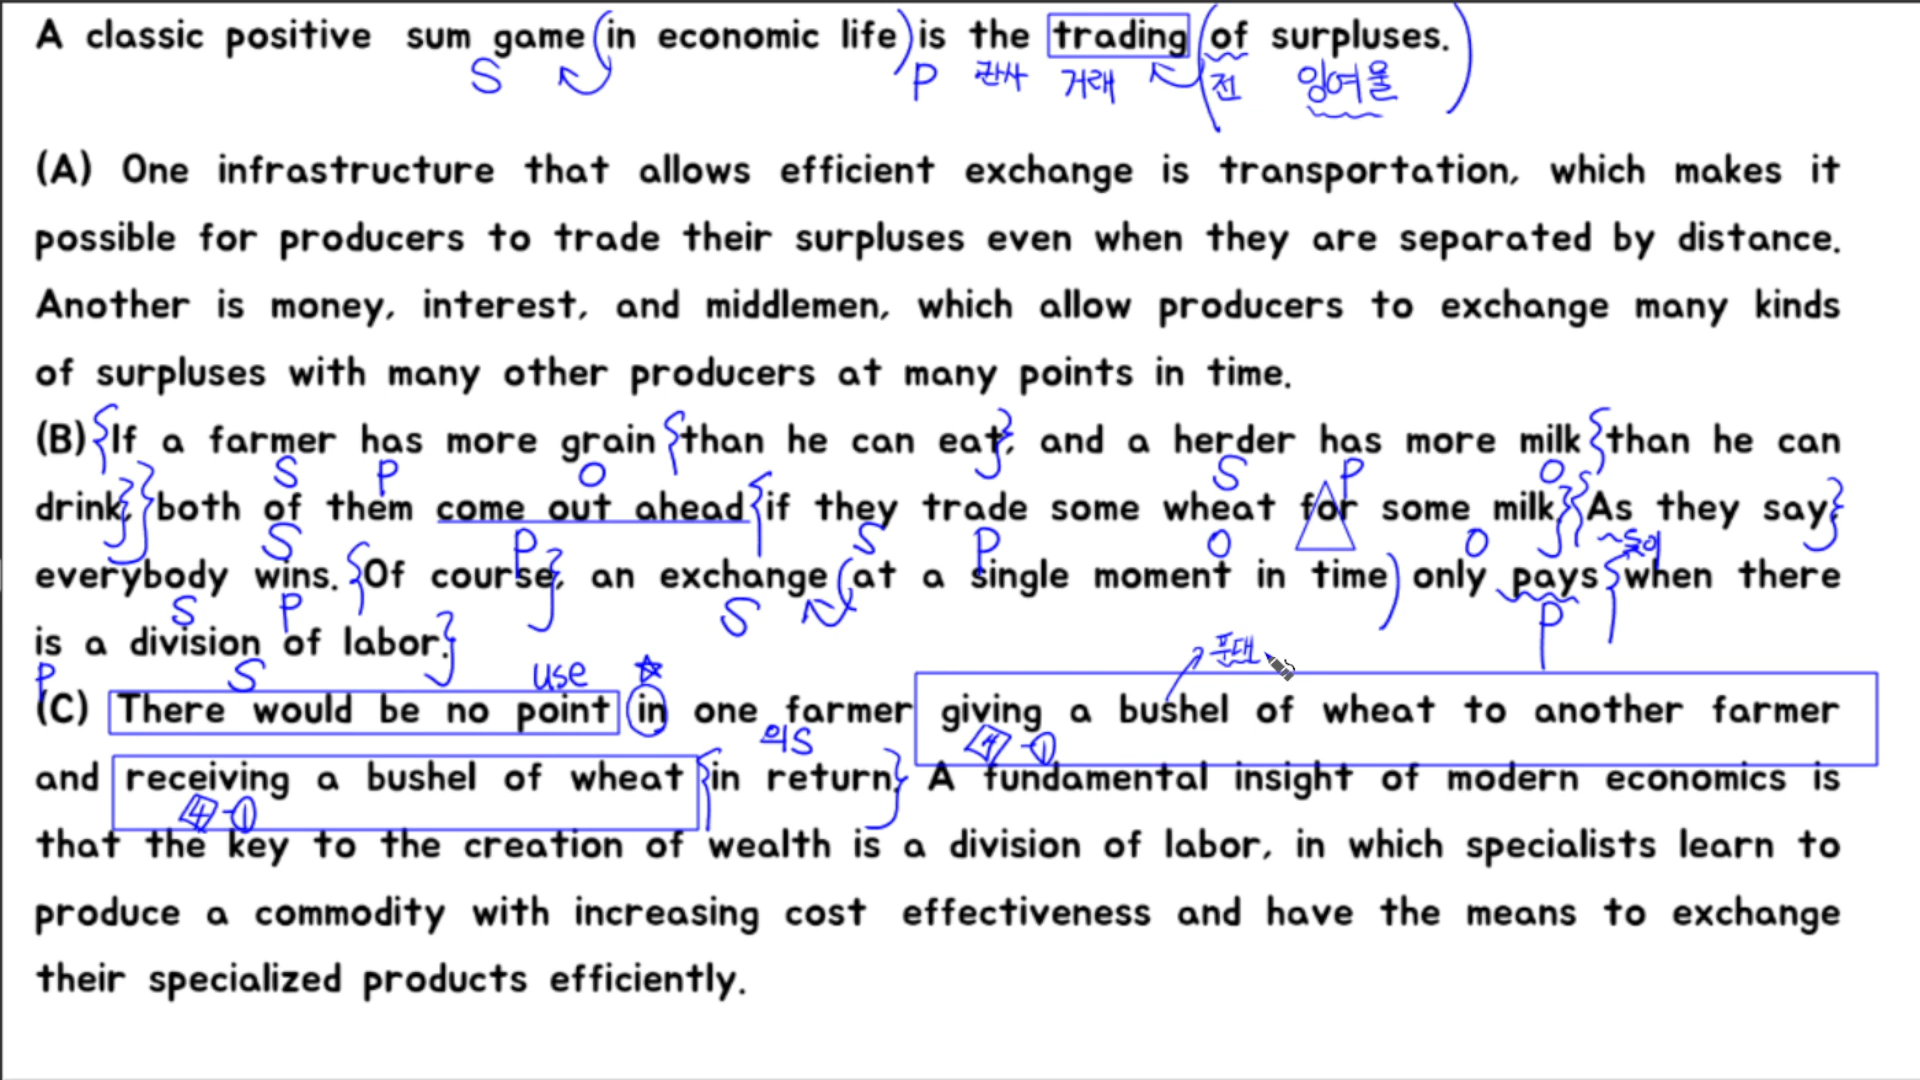 A classic positive sum game in economic life is the trading of surpluses.
S P 관사 거래 전 잉여물
(A) One infrastructure that allows efficient exchange is transportation, which makes it
possible for producers to trade their surpluses even when they are separated by distance.
Another is money, interest, and middlemen, which allow producers to exchange many kinds
of surpluses with many other producers at many points in time.
(B) If a farmer has more grain than he can eat, and a herder has more milk than he can
S P O S P O
drink, both of them come out ahead if they trade some wheat for some milk. As they say,
S P S P O O
everybody wins. Of course, an exchange at a single moment in time only pays when there
S P S P
is a division of labor.
P S use
(C) There would be no point in one farmer giving a bushel of wheat to another farmer
의S 4 - 1
and receiving a bushel of wheat in return. A fundamental insight of modern economics is
4 - 1
that the key to the creation of wealth is a division of labor, in which specialists learn to
produce a commodity with increasing cost effectiveness and have the means to exchange
their specialized products efficiently.